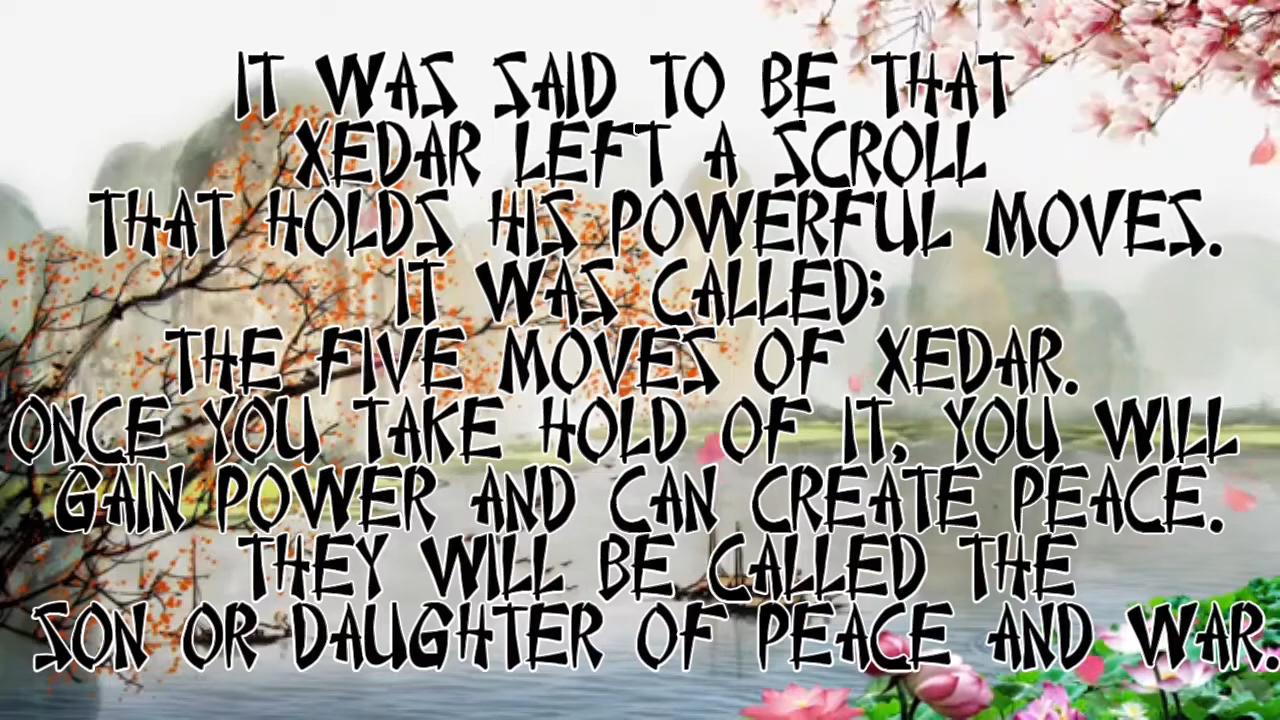 IT WAS SAID TO BE THAT
XEDAR LEFT A SCROLL
THAT HOLDS HIS POWERFUL MOVES.
IT WAS CALLED;
THE FIVE MOVES OF XEDAR.
ONCE YOU TAKE HOLD OF IT, YOU WILL
GAIN POWER AND CAN CREATE PEACE.
THEY WILL BE CALLED THE
SON OR DAUGHTER OF PEACE AND WAR.